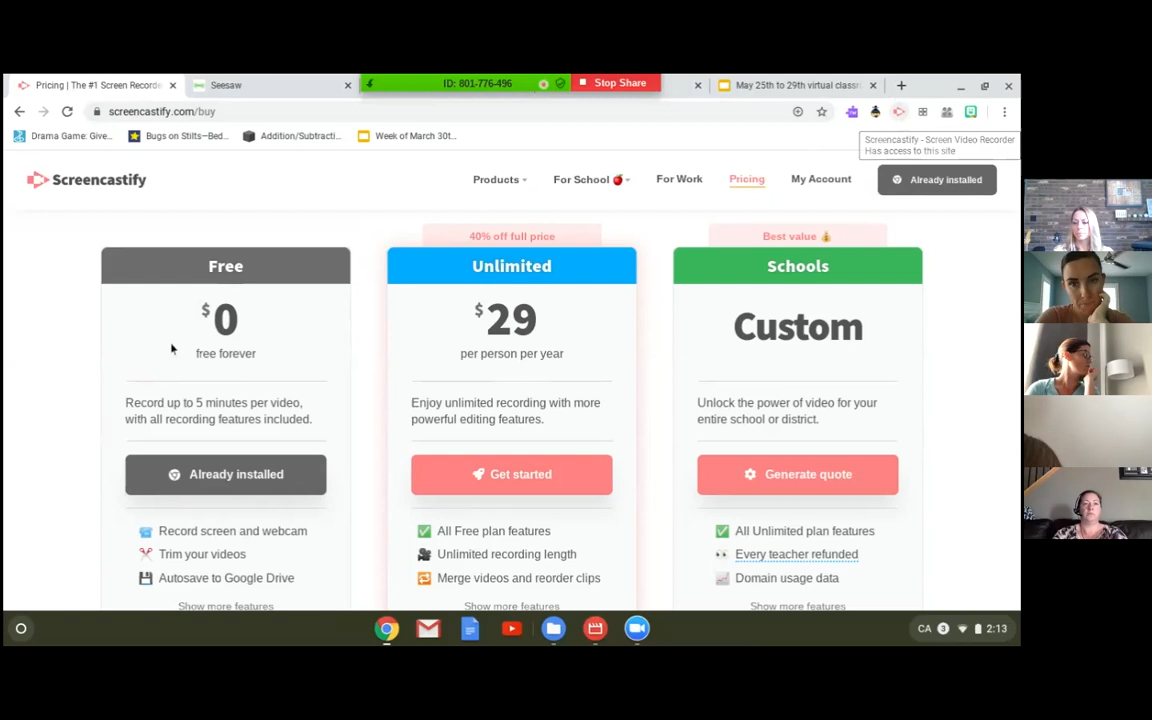 Pricing | The #1 Screen Recorde
Seesaw
ID: 801-776-496
Stop Share
May 25th to 29th virtual classr
screencastify.com/buy
Drama Game: Give...
Bugs on Stilts—Bed...
Addition/Subtracti...
Week of March 30t...
Screencastify - Screen Video Recorder
Has access to this site
Screencastify
Products
For School
For Work
Pricing
My Account
Already installed
40% off full price
Best value
Free
Unlimited
Schools
$0
$29
Custom
free forever
per person per year
Record up to 5 minutes per video,
with all recording features included.
Enjoy unlimited recording with more
powerful editing features.
Unlock the power of video for your
entire school or district.
Already installed
Get started
Generate quote
Record screen and webcam
All Free plan features
All Unlimited plan features
Trim your videos
Unlimited recording length
Every teacher refunded
Autosave to Google Drive
Merge videos and reorder clips
Domain usage data
Show more features
Show more features
Show more features
CA 3 2:13